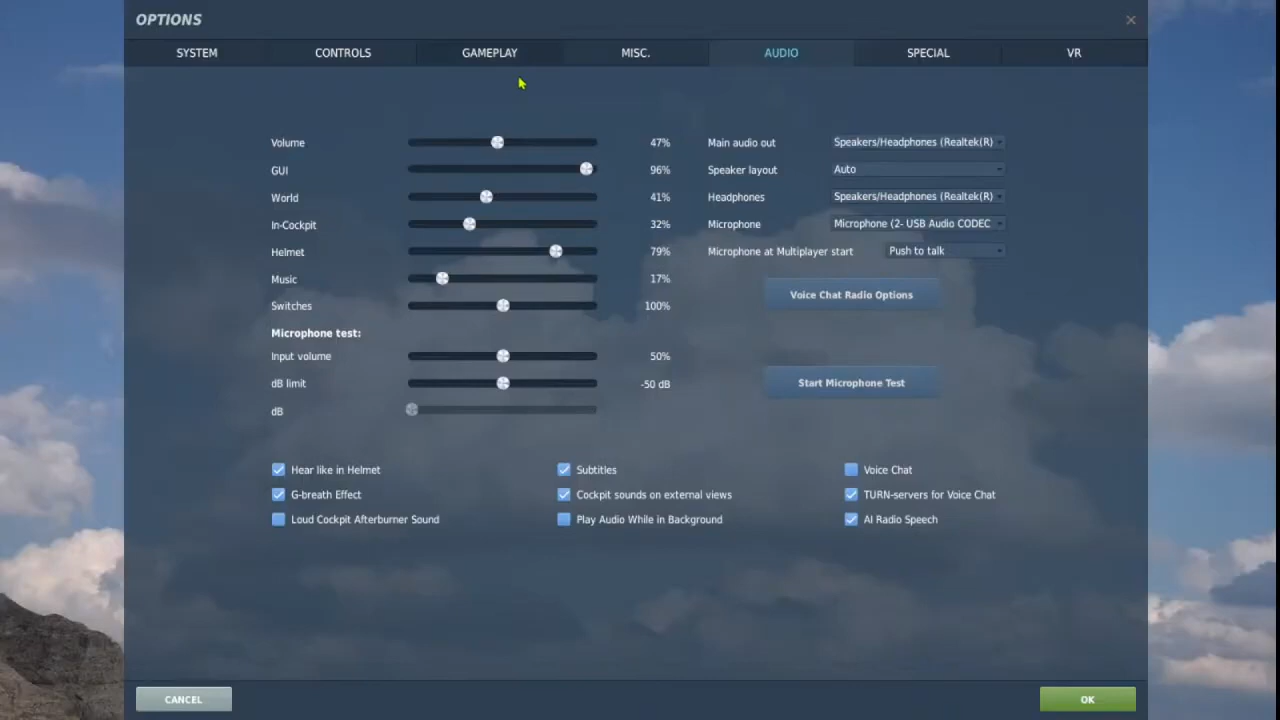 OPTIONS
SYSTEM CONTROLS GAMEPLAY MISC. AUDIO SPECIAL VR
Volume 47% Main audio out Speakers/Headphones (Realtek(R)
GUI 96% Speaker layout Auto
World 41% Headphones Speakers/Headphones (Realtek(R)
In-Cockpit 32% Microphone Microphone (2- USB Audio CODEC
Helmet 79% Microphone at Multiplayer start Push to talk
Music 17%
Voice Chat Radio Options
Switches 100%
Microphone test:
Input volume 50%
dB limit -50 dB Start Microphone Test
dB
Hear like in Helmet Subtitles Voice Chat
G-breath Effect Cockpit sounds on external views TURN-servers for Voice Chat
Loud Cockpit Afterburner Sound Play Audio While in Background AI Radio Speech
CANCEL OK